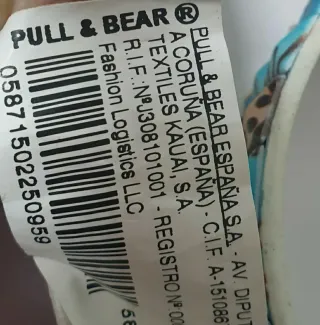 PULL & BEAR®
PULL & BEAR ESPAÑA S.A. - AV. DIPUT
A CORUÑA (ESPAÑA) - C.I.F. A-151086
TEXTILES KAUAI, S.A.
R.I.F.:Nº J308101001 - REGISTRO Nº 00
Fashion Logistics LLC
05871502250959